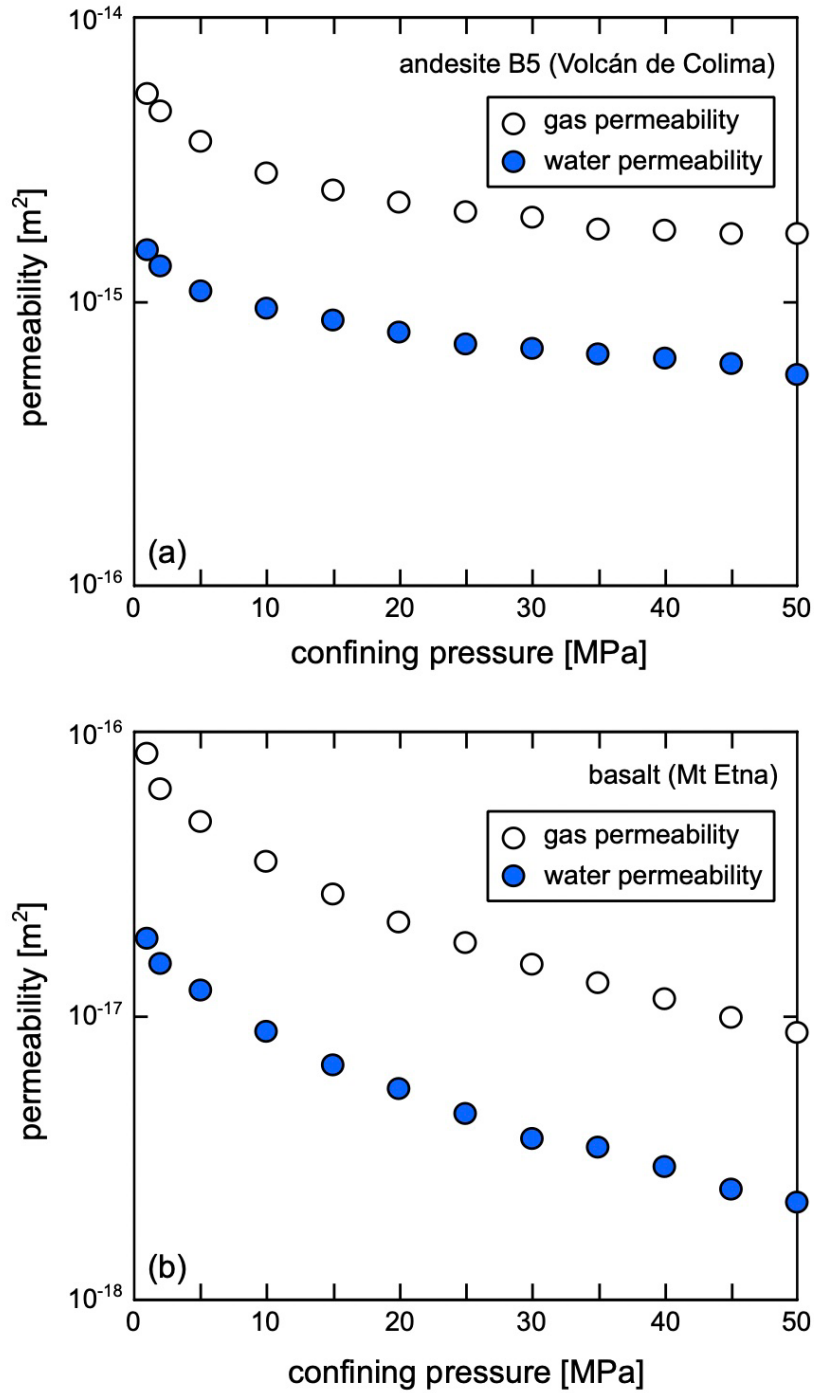 10⁻¹⁴
andesite B5 (Volcán de Colima)
gas permeability
water permeability
permeability [m²]
10⁻¹⁵
(a)
10⁻¹⁶
0 10 20 30 40 50
confining pressure [MPa]
10⁻¹⁶
basalt (Mt Etna)
gas permeability
water permeability
permeability [m²]
10⁻¹⁷
(b)
10⁻¹⁸
0 10 20 30 40 50
confining pressure [MPa]